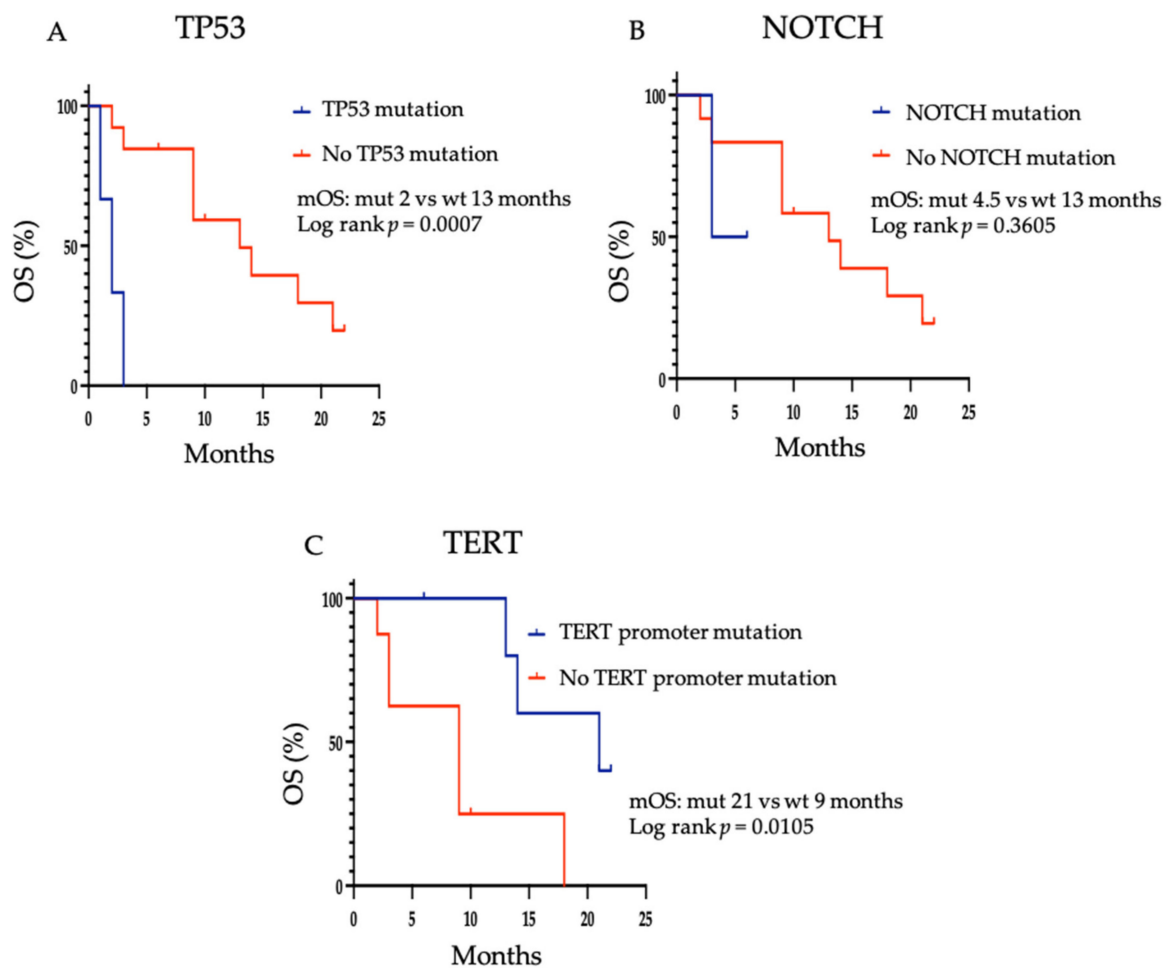 A TP53
100
50
0
OS (%)
0 5 10 15 20 25
Months
TP53 mutation
No TP53 mutation
mOS: mut 2 vs wt 13 months
Log rank p = 0.0007
B NOTCH
100
50
0
OS (%)
0 5 10 15 20 25
Months
NOTCH mutation
No NOTCH mutation
mOS: mut 4.5 vs wt 13 months
Log rank p = 0.3605
C TERT
100
50
0
OS (%)
0 5 10 15 20 25
Months
TERT promoter mutation
No TERT promoter mutation
mOS: mut 21 vs wt 9 months
Log rank p = 0.0105